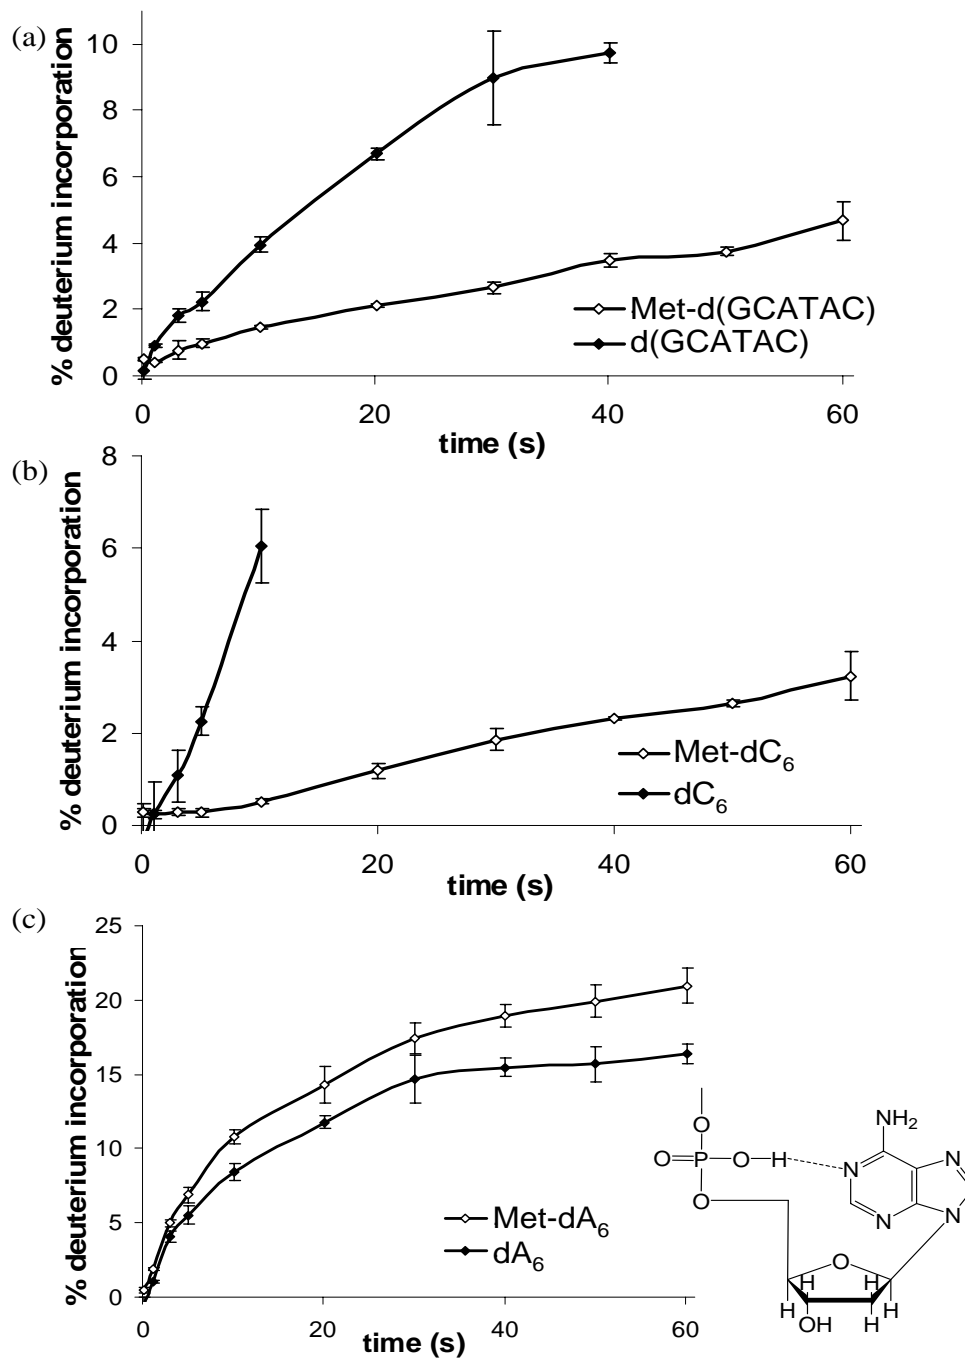 (a)
% deuterium incorporation
10
8
6
4
2
0
Met-d(GCATAC)
d(GCATAC)
0 20 40 60
time (s)
(b)
% deuterium incorporation
8
6
4
2
0
Met-dC₆
dC₆
0 20 40 60
time (s)
(c)
% deuterium incorporation
25
20
15
10
5
0
Met-dA₆
dA₆
0 20 40 60
time (s)
O
O=P-O-H
O
NH₂
N
N
N
N
O
H H H H
OH H